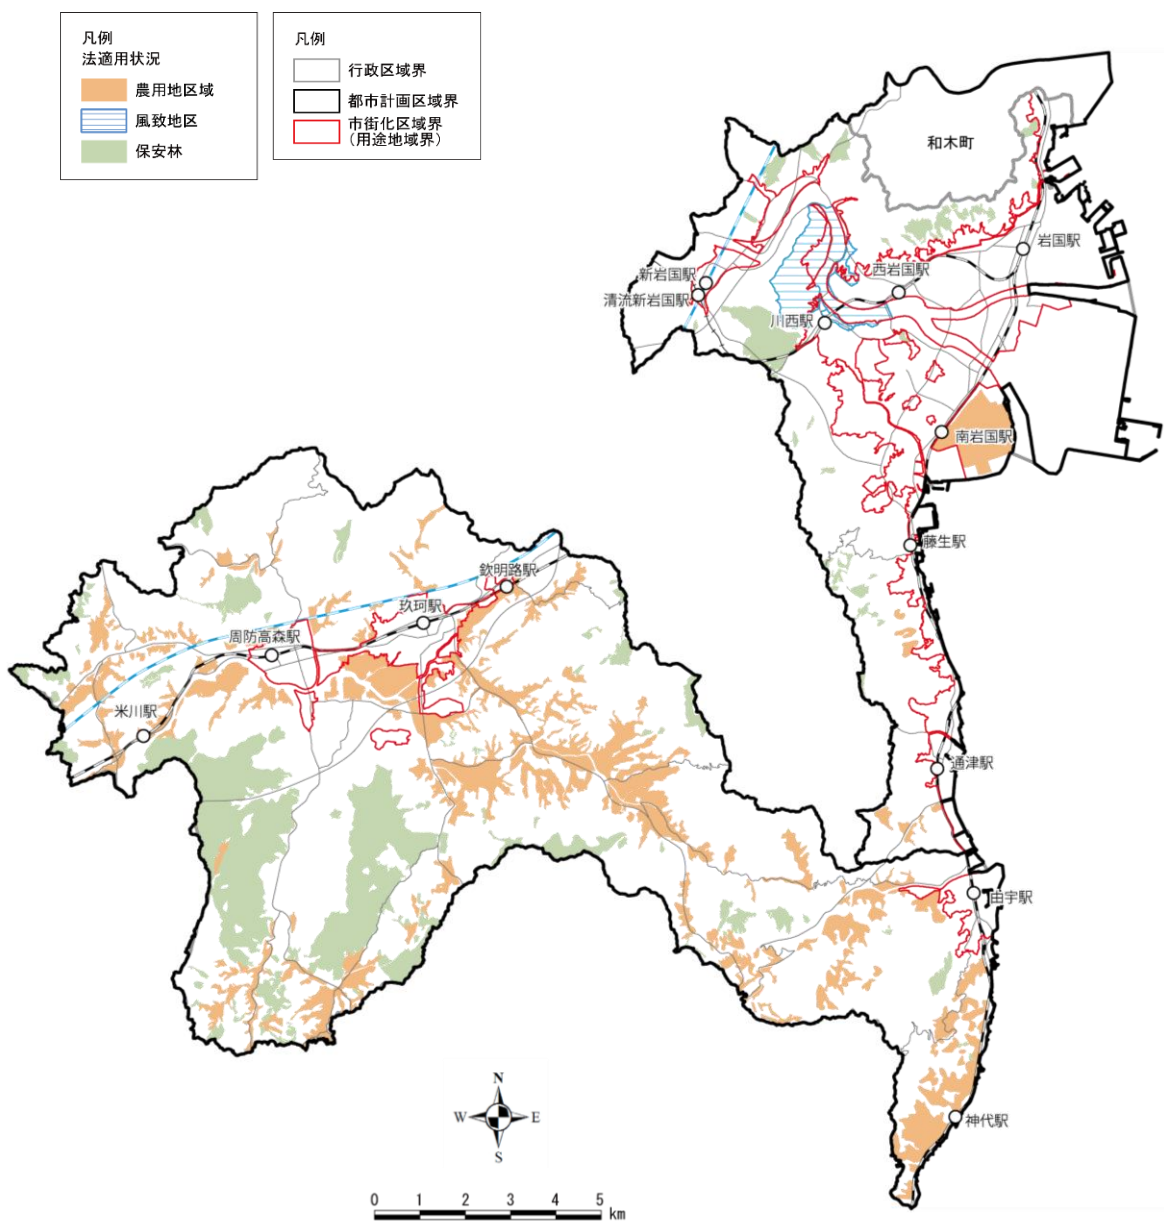 凡例
法適用状況
農用地区域
風致地区
保安林
凡例
行政区域界
都市計画区域界
市街化区域界
(用途地域界)
和木町
岩国駅
西岩国駅
新岩国駅
清流新岩国駅
川西駅
南岩国駅
藤生駅
欽明路駅
玖珂駅
周防高森駅
米川駅
通津駅
由宇駅
神代駅
N
W E
S
0 1 2 3 4 5
km